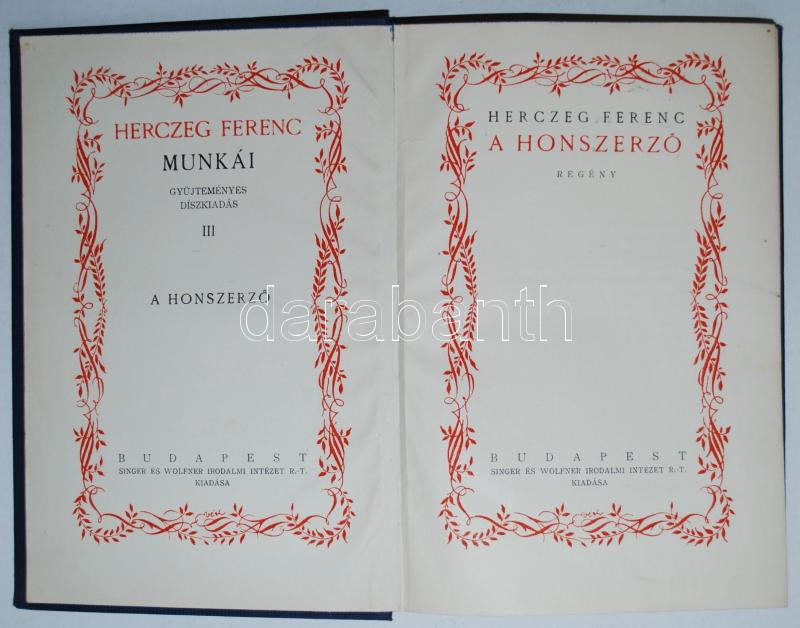 HERCZEG FERENC
MUNKÁI
GYŰJTEMÉNYES
DÍSZKIADÁS
III
A HONSZERZŐ
BUDAPEST
SINGER ÉS WOLFNER IRODALMI INTÉZET R.-T.
KIADÁSA
HERCZEG FERENC
A HONSZERZŐ
REGÉNY
BUDAPEST
SINGER ÉS WOLFNER IRODALMI INTÉZET R.-T.
KIADÁSA
darabanth